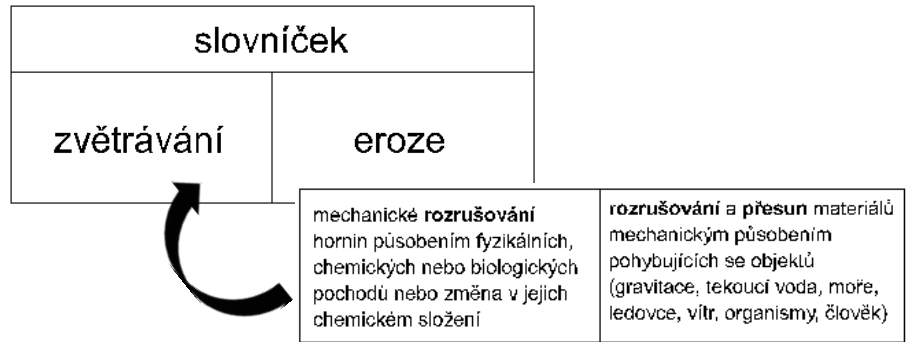 slovníček
zvětrávání
eroze
mechanické rozrušování
hornin působením fyzikálních,
chemických nebo biologických
pochodů nebo změna v jejich
chemickém složení
rozrušování a přesun materiálů
mechanickým působením
pohybujících se objektů
(gravitace, tekoucí voda, moře,
ledovce, vítr, organismy, člověk)